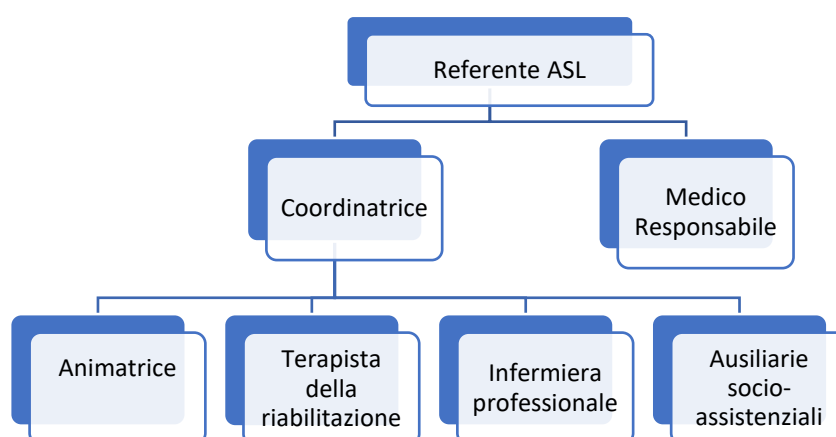 Referente ASL
Coordinatrice
Medico
Responsabile
Animatrice
Terapista
della
riabilitazione
Infermiera
professionale
Ausiliarie
socio-
assistenziali